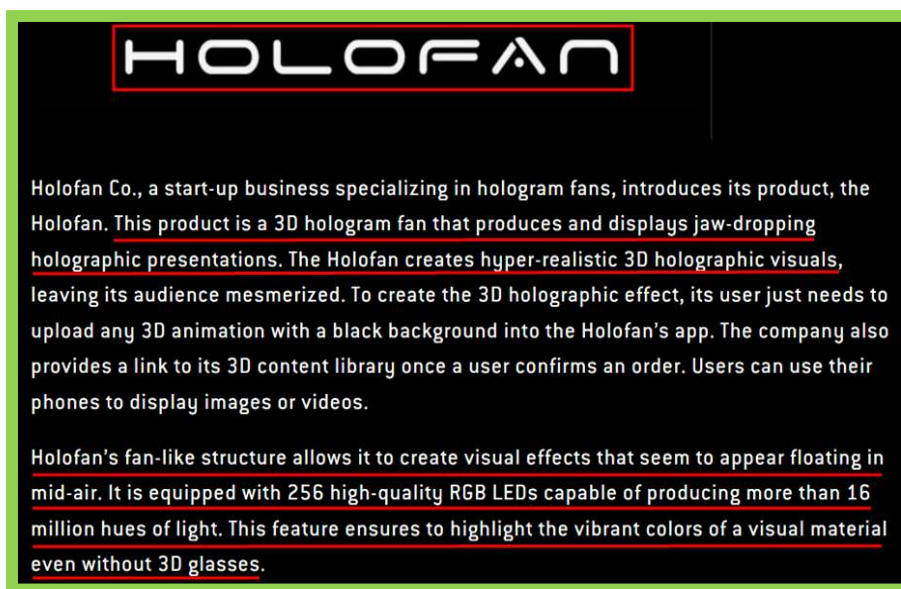 HOLOFAN
Holofan Co., a start-up business specializing in hologram fans, introduces its product, the
Holofan. This product is a 3D hologram fan that produces and displays jaw-dropping
holographic presentations. The Holofan creates hyper-realistic 3D holographic visuals,
leaving its audience mesmerized. To create the 3D holographic effect, its user just needs to
upload any 3D animation with a black background into the Holofan's app. The company also
provides a link to its 3D content library once a user confirms an order. Users can use their
phones to display images or videos.
Holofan's fan-like structure allows it to create visual effects that seem to appear floating in
mid-air. It is equipped with 256 high-quality RGB LEDs capable of producing more than 16
million hues of light. This feature ensures to highlight the vibrant colors of a visual material
even without 3D glasses.